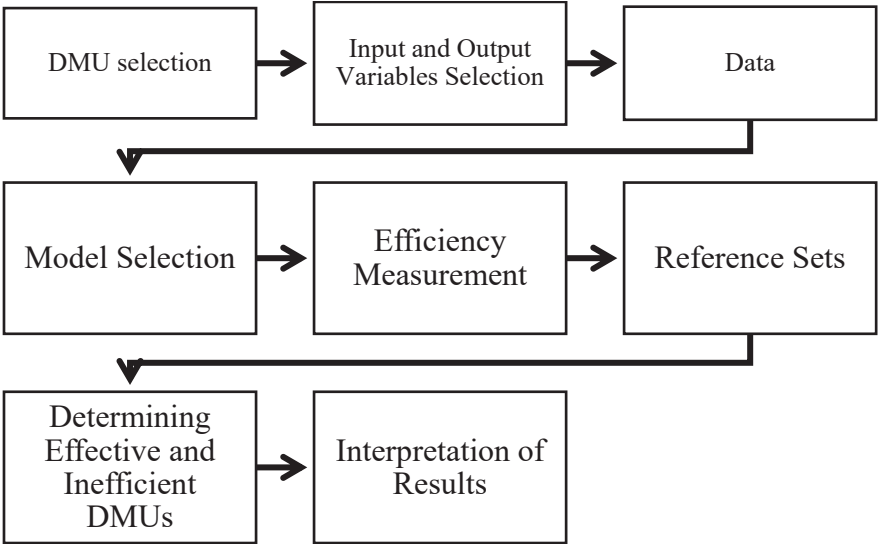 DMU selection
Input and Output
Variables Selection
Data
Model Selection
Efficiency
Measurement
Reference Sets
Determining
Effective and
Inefficient
DMUs
Interpretation of
Results